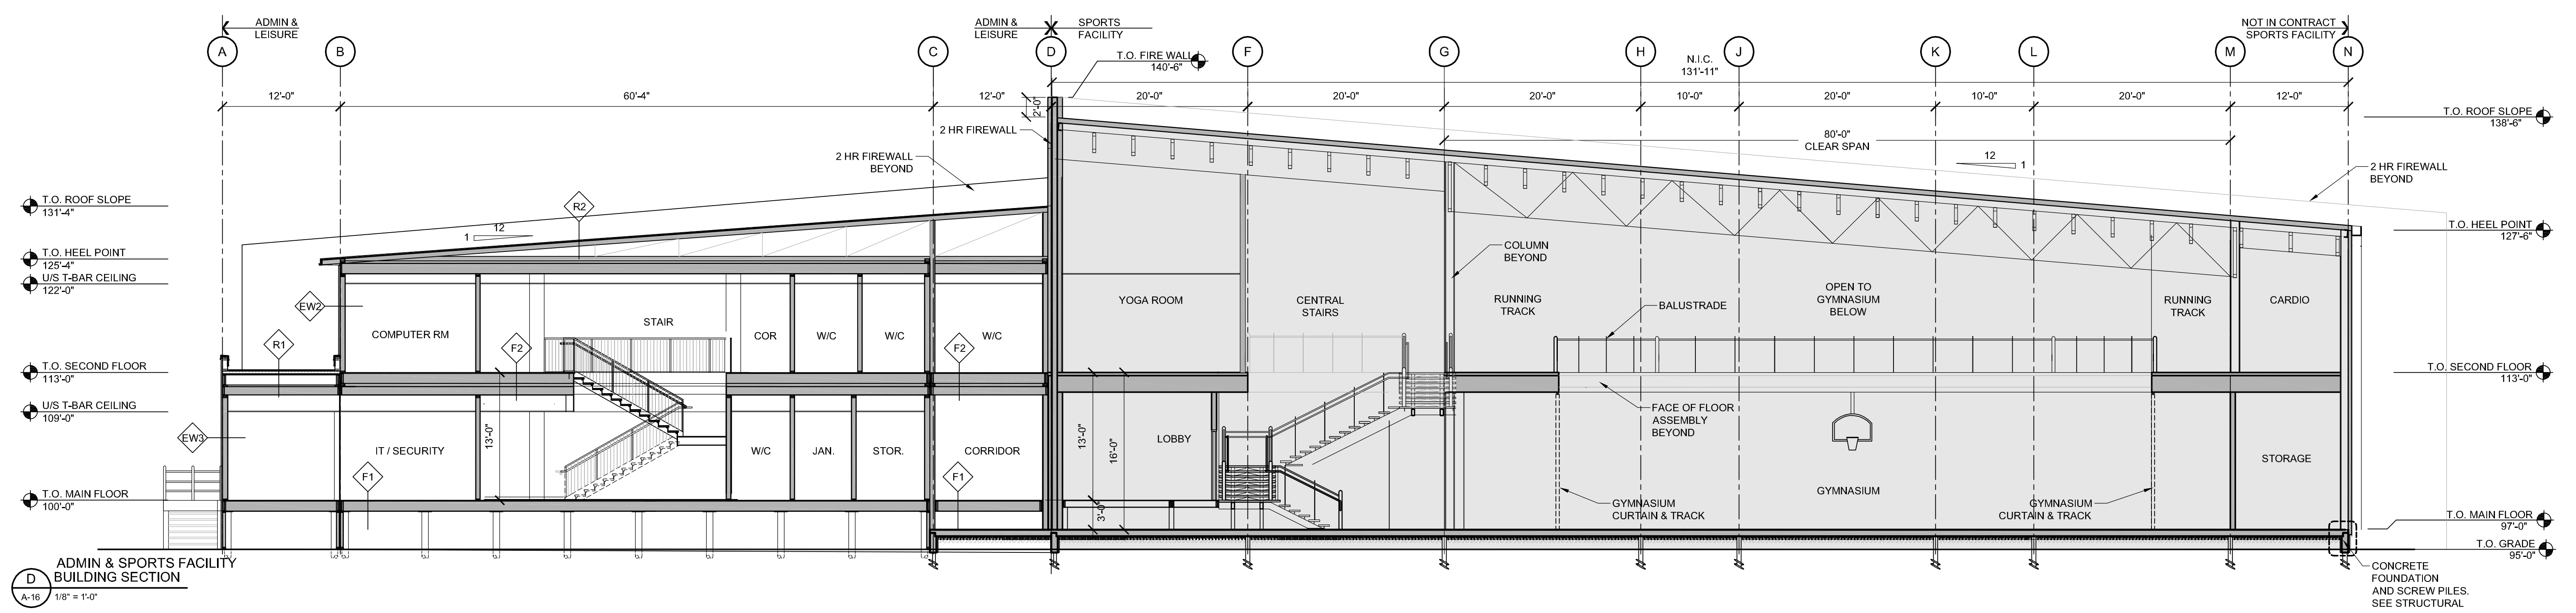 ADMIN &
LEISURE
ADMIN &
LEISURE
SPORTS
FACILITY
NOT IN CONTRACT
SPORTS FACILITY
A
B
C
D
F
G
H
J
K
L
M
N
T.O. FIRE WALL
140'-6"
N.I.C.
131'-11"
12'-0"
60'-4"
12'-0"
20'-0"
20'-0"
20'-0"
10'-0"
20'-0"
10'-0"
20'-0"
12'-0"
2'-0"
T.O. ROOF SLOPE
138'-6"
2 HR FIREWALL
80'-0"
CLEAR SPAN
2 HR FIREWALL
BEYOND
12
1
2 HR FIREWALL
BEYOND
T.O. ROOF SLOPE
131'-4"
R2
12
1
T.O. HEEL POINT
127'-6"
T.O. HEEL POINT
125'-4"
U/S T-BAR CEILING
122'-0"
COLUMN
BEYOND
EW2
COMPUTER RM
STAIR
COR
W/C
W/C
W/C
YOGA ROOM
CENTRAL
STAIRS
RUNNING
TRACK
BALUSTRADE
OPEN TO
GYMNASIUM
BELOW
RUNNING
TRACK
CARDIO
R1
F2
F2
T.O. SECOND FLOOR
113'-0"
T.O. SECOND FLOOR
113'-0"
U/S T-BAR CEILING
109'-0"
FACE OF FLOOR
ASSEMBLY
BEYOND
EW3
IT / SECURITY
13'-0"
W/C
JAN.
STOR.
CORRIDOR
13'-0"
16'-0"
LOBBY
STORAGE
F1
F1
GYMNASIUM
T.O. MAIN FLOOR
100'-0"
3'-0"
GYMNASIUM
CURTAIN & TRACK
GYMNASIUM
CURTAIN & TRACK
T.O. MAIN FLOOR
97'-0"
T.O. GRADE
95'-0"
CONCRETE
FOUNDATION
AND SCREW PILES.
SEE STRUCTURAL
ADMIN & SPORTS FACILITY
BUILDING SECTION
D
A-16
1/8" = 1'-0"